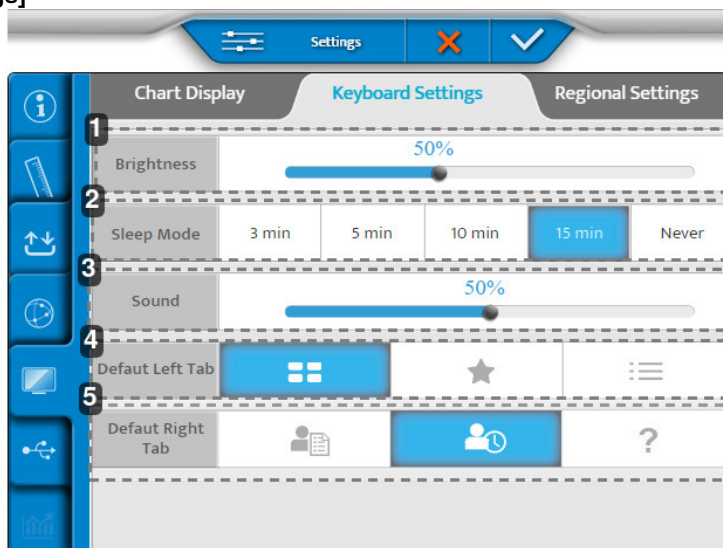 gs]
Settings
Chart Display Keyboard Settings Regional Settings
1
Brightness 50%
2
Sleep Mode 3 min 5 min 10 min 15 min Never
3
Sound 50%
4
Defaut Left Tab
5
Defaut Right
Tab ?